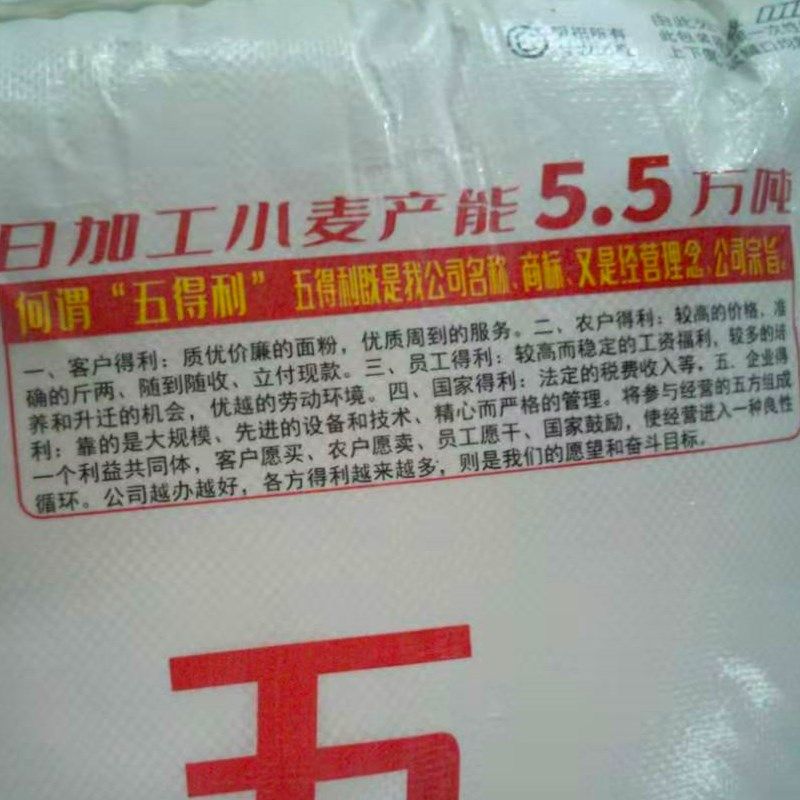 由此
此包装
上下
日加工小麦产能5.5万吨
何谓“五得利” 五得利既是我公司名称、商标、又是经营理念、公司宗旨。
一、客户得利：质优价廉的面粉，优质周到的服务。二、农户得利：较高的价格、准
确的斤两、随到随收、立付现款。三、员工得利：较高而稳定的工资福利，较多的培
养和升迁的机会，优越的劳动环境。四、国家得利：法定的税费收入等，五、企业得
利：靠的是大规模、先进的设备和技术、精心而严格的管理。将参与经营的五方组成
一个利益共同体，客户愿买、农户愿卖、员工愿干、国家鼓励，使经营进入一种良性
循环。公司越办越好，各方得利越来越多，则是我们的愿望和奋斗目标。
五